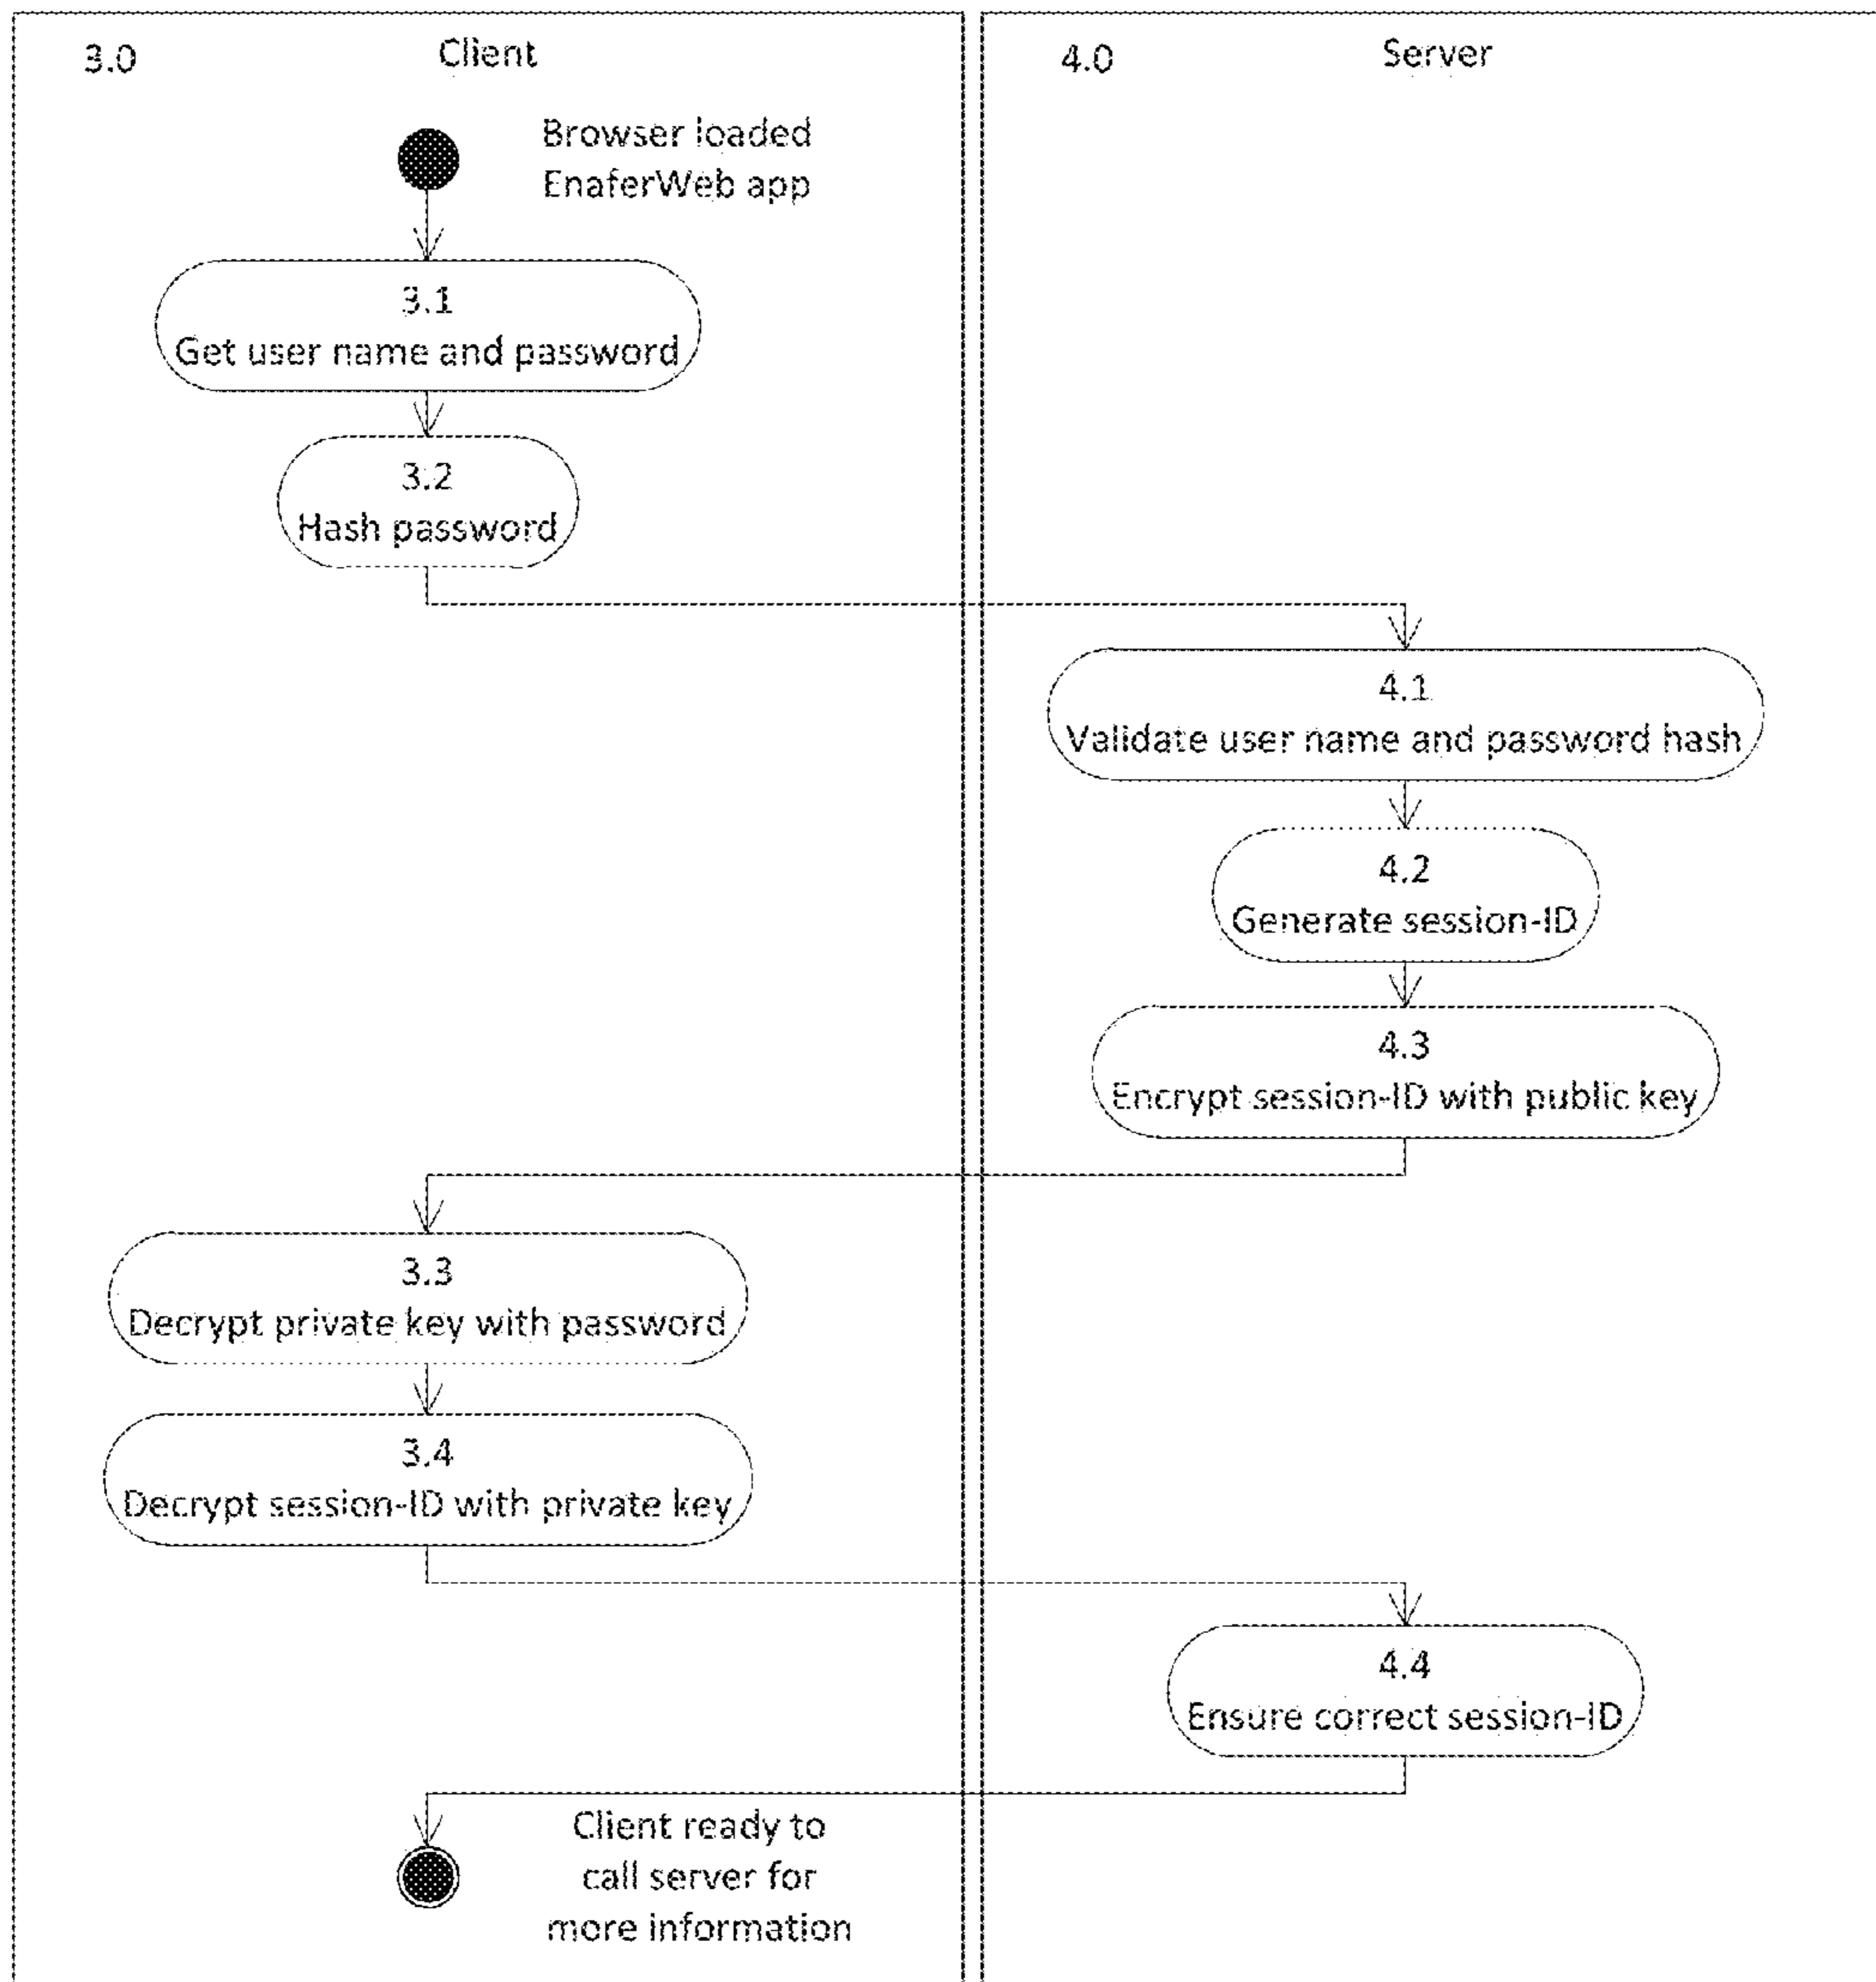 3.0
Client
4.0
Server
Browser loaded
EnaferWeb app
3.1
Get user name and password
3.2
Hash password
4.1
Validate user name and password hash
4.2
Generate session-ID
4.3
Encrypt session-ID with public key
3.3
Decrypt private key with password
3.4
Decrypt session-ID with private key
4.4
Ensure correct session-ID
Client ready to
call server for
more information